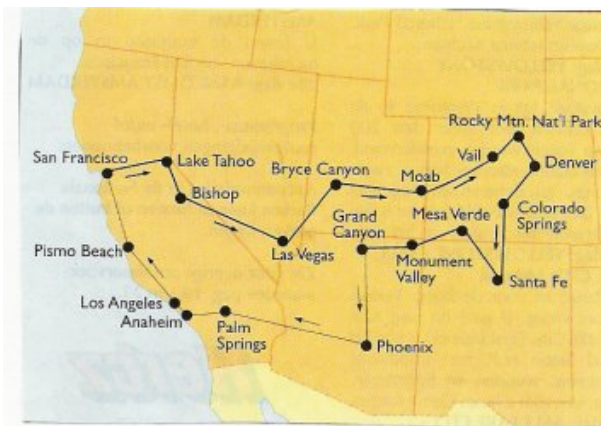 Rocky Mtn. Nat'l Park
San Francisco
Lake Tahoo
Vail
Denver
Bryce Canyon
Moab
Bishop
Grand
Canyon
Mesa Verde
Colorado
Springs
Pismo Beach
Las Vegas
Monument
Valley
Santa Fe
Los Angeles
Anaheim
Palm
Springs
Phoenix